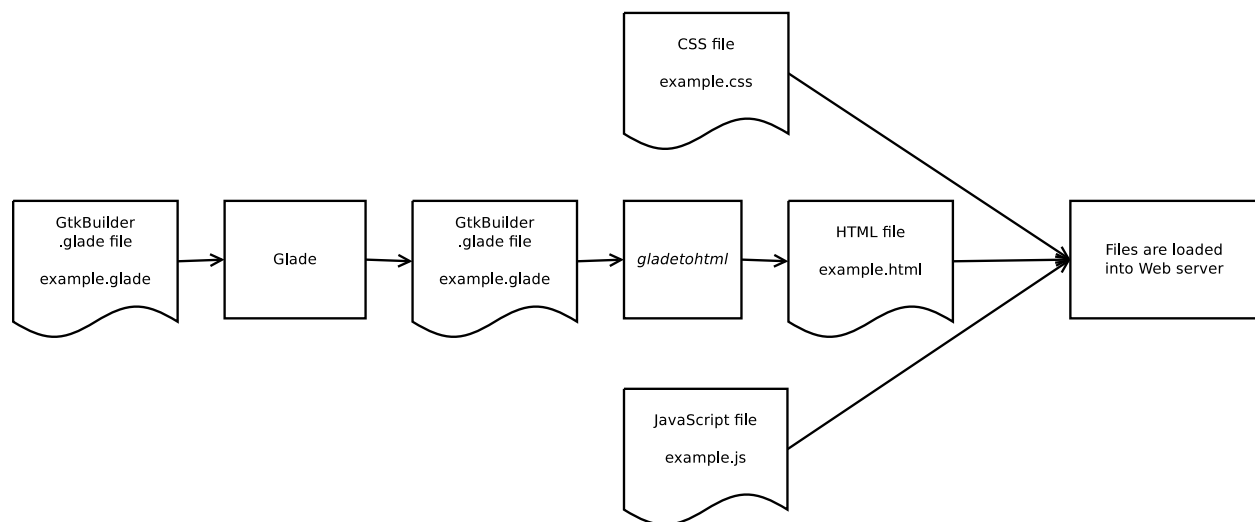 CSS file
example.css
GtkBuilder
.glade file
example.glade
Glade
GtkBuilder
.glade file
example.glade
gladetohtml
HTML file
example.html
Files are loaded
into Web server
JavaScript file
example.js